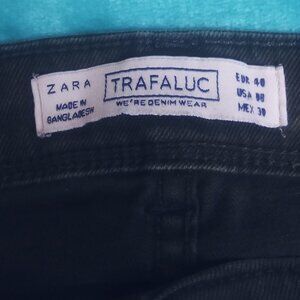 ZARA
MADE IN
BANGLADESH
TRAFALUC
WE'RE DENIM WEAR
EUR 40
USA 08
MEX 30